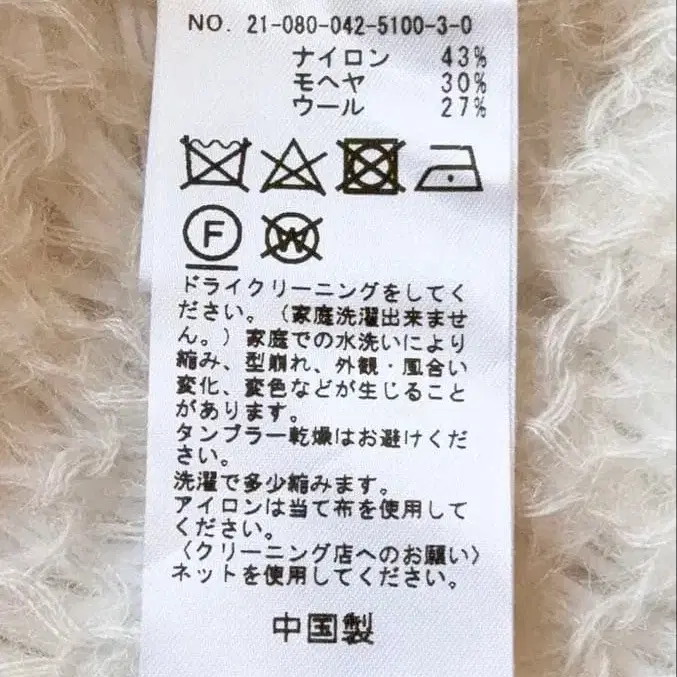 NO. 21-080-042-5100-3-0
ナイロン 43%
モヘヤ 30%
ウール 27%
F W
ドライクリーニングをしてく
ださい。（家庭洗濯出来ませ
ん。）家庭での水洗いにより
縮み、型崩れ、外観・風合い
変化、変色などが生じること
があります。
タンブラー乾燥はお避けくだ
さい。
洗濯で多少縮みます。
アイロンは当て布を使用して
ください。
〈クリーニング店へのお願い〉
ネットを使用してください。
中国製